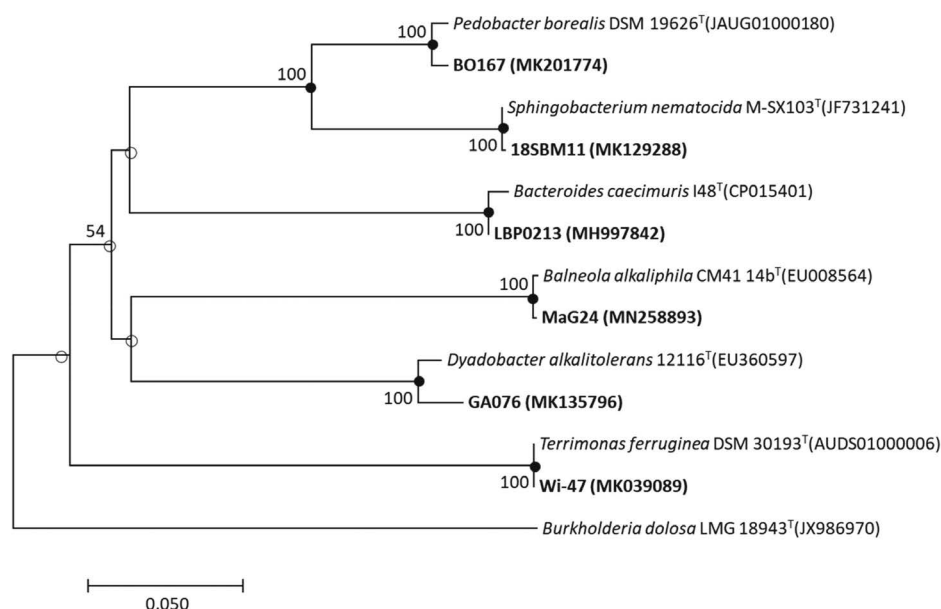 100
Pedobacter borealis DSM 19626ᵀ(JAUG01000180)
BO167 (MK201774)
100
Sphingobacterium nematocida M-SX103ᵀ(JF731241)
100
18SBM11 (MK129288)
Bacteroides caecimuris I48ᵀ(CP015401)
100
LBP0213 (MH997842)
54
100
Balneola alkaliphila CM41 14bᵀ(EU008564)
MaG24 (MN258893)
Dyadobacter alkalitolerans 12116ᵀ(EU360597)
100
GA076 (MK135796)
Terrimonas ferruginea DSM 30193ᵀ(AUDS01000006)
100
Wi-47 (MK039089)
Burkholderia dolosa LMG 18943ᵀ(JX986970)
0.050